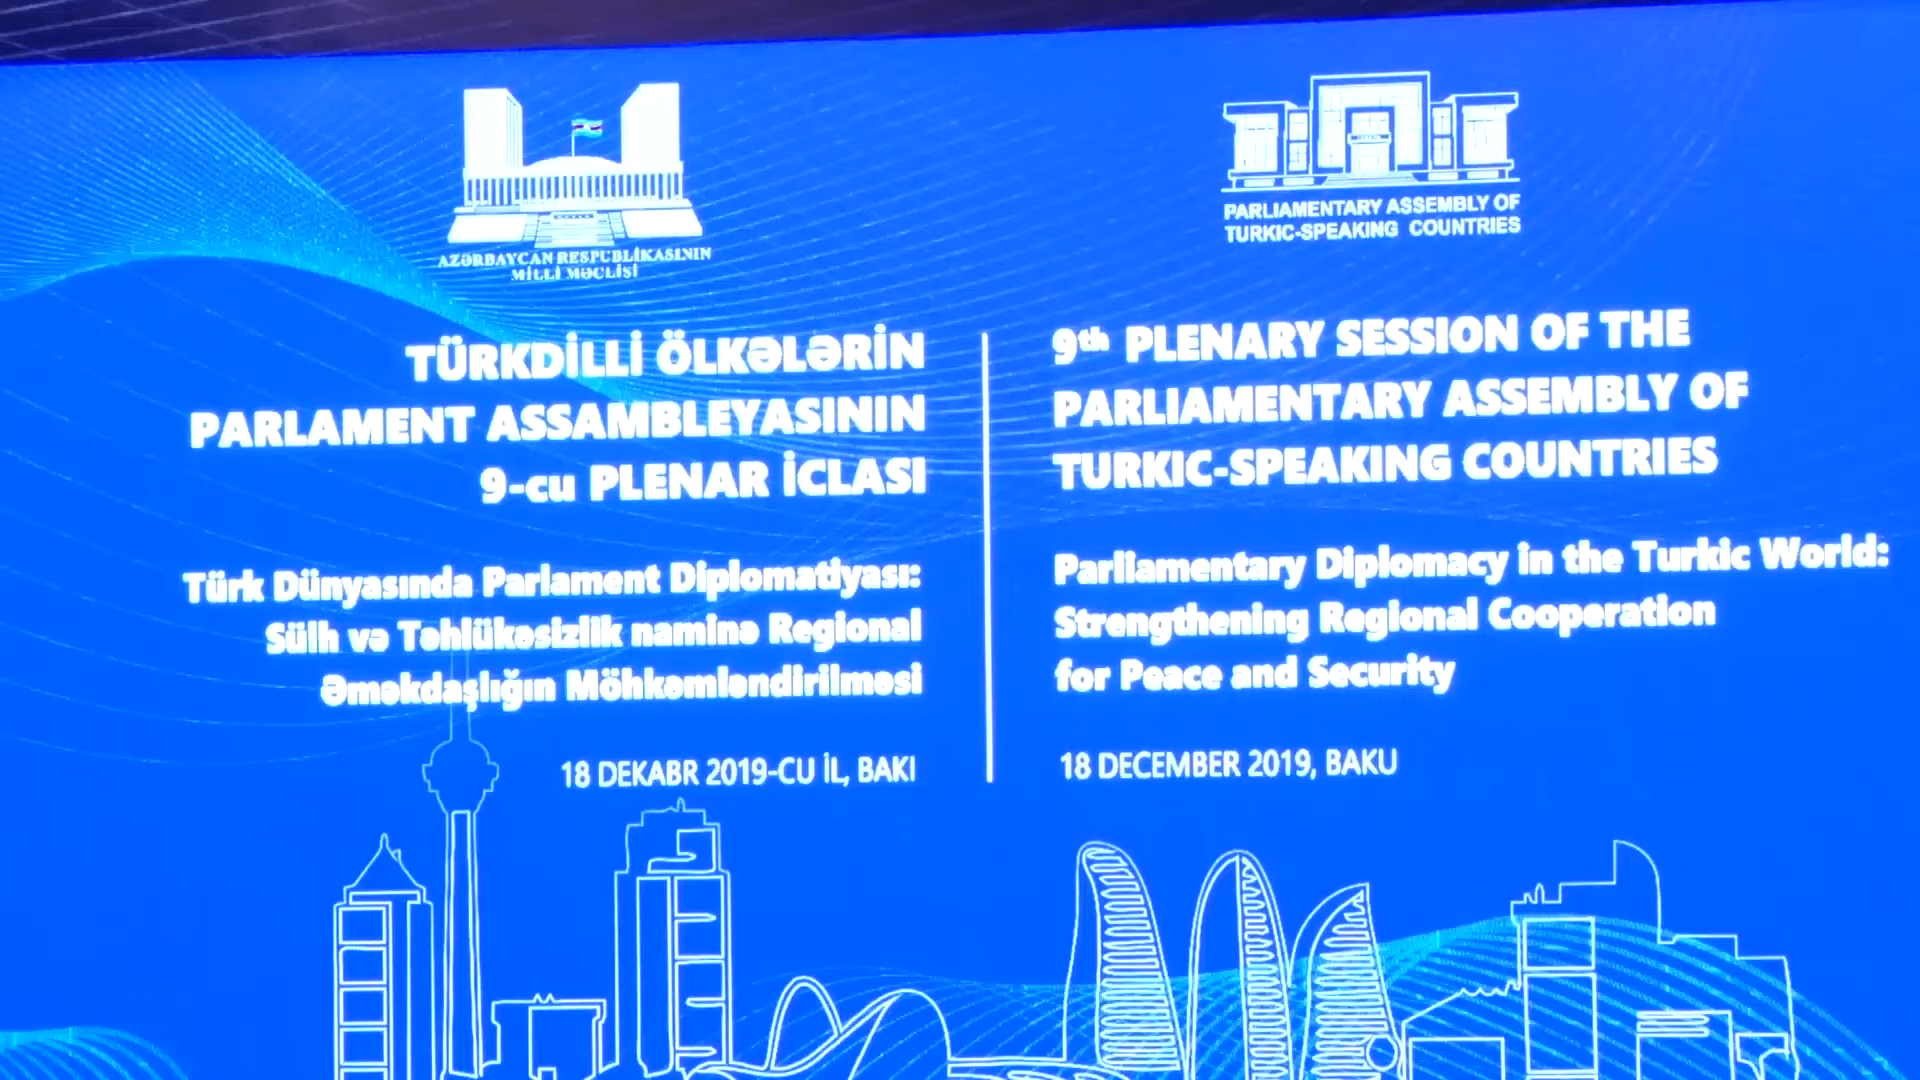 AZƏRBAYCAN RESPUBLİKASININ
MİLLİ MƏCLİSİ
TÜRKDİLLİ ÖLKƏLƏRİN
PARLAMENT ASSAMBLEYASININ
9-cu PLENAR İCLASI
Türk Dünyasında Parlament Diplomatiyası:
Sülh və Təhlükəsizlik naminə Regional
Əməkdaşlığın Möhkəmləndirilməsi
18 DEKABR 2019-CU İL, BAKI
PARLIAMENTARY ASSEMBLY OF
TURKIC-SPEAKING COUNTRIES
9th PLENARY SESSION OF THE
PARLIAMENTARY ASSEMBLY OF
TURKIC-SPEAKING COUNTRIES
Parliamentary Diplomacy in the Turkic World:
Strengthening Regional Cooperation
for Peace and Security
18 DECEMBER 2019, BAKU